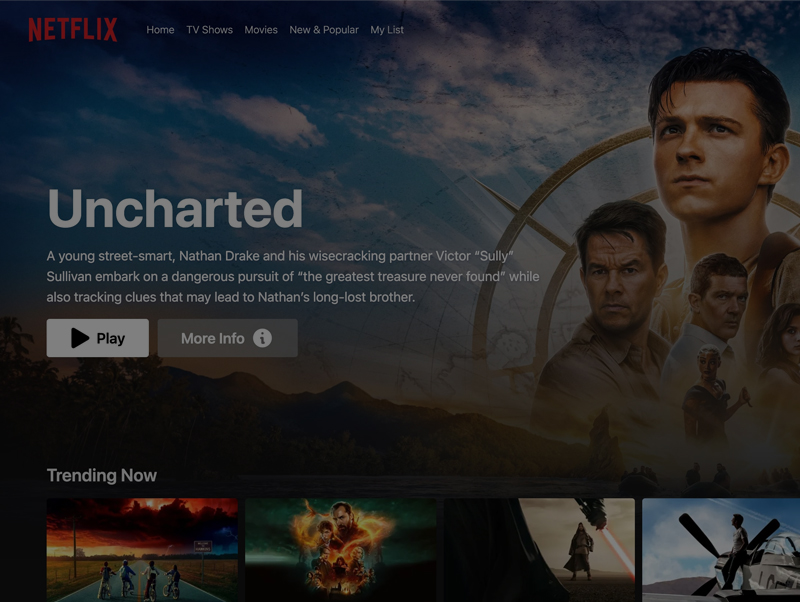 NETFLIX
Home TV Shows Movies New & Popular My List
Uncharted
A young street-smart, Nathan Drake and his wisecracking partner Victor “Sully”
Sullivan embark on a dangerous pursuit of “the greatest treasure never found” while
also tracking clues that may lead to Nathan’s long-lost brother.
Play More Info
Trending Now